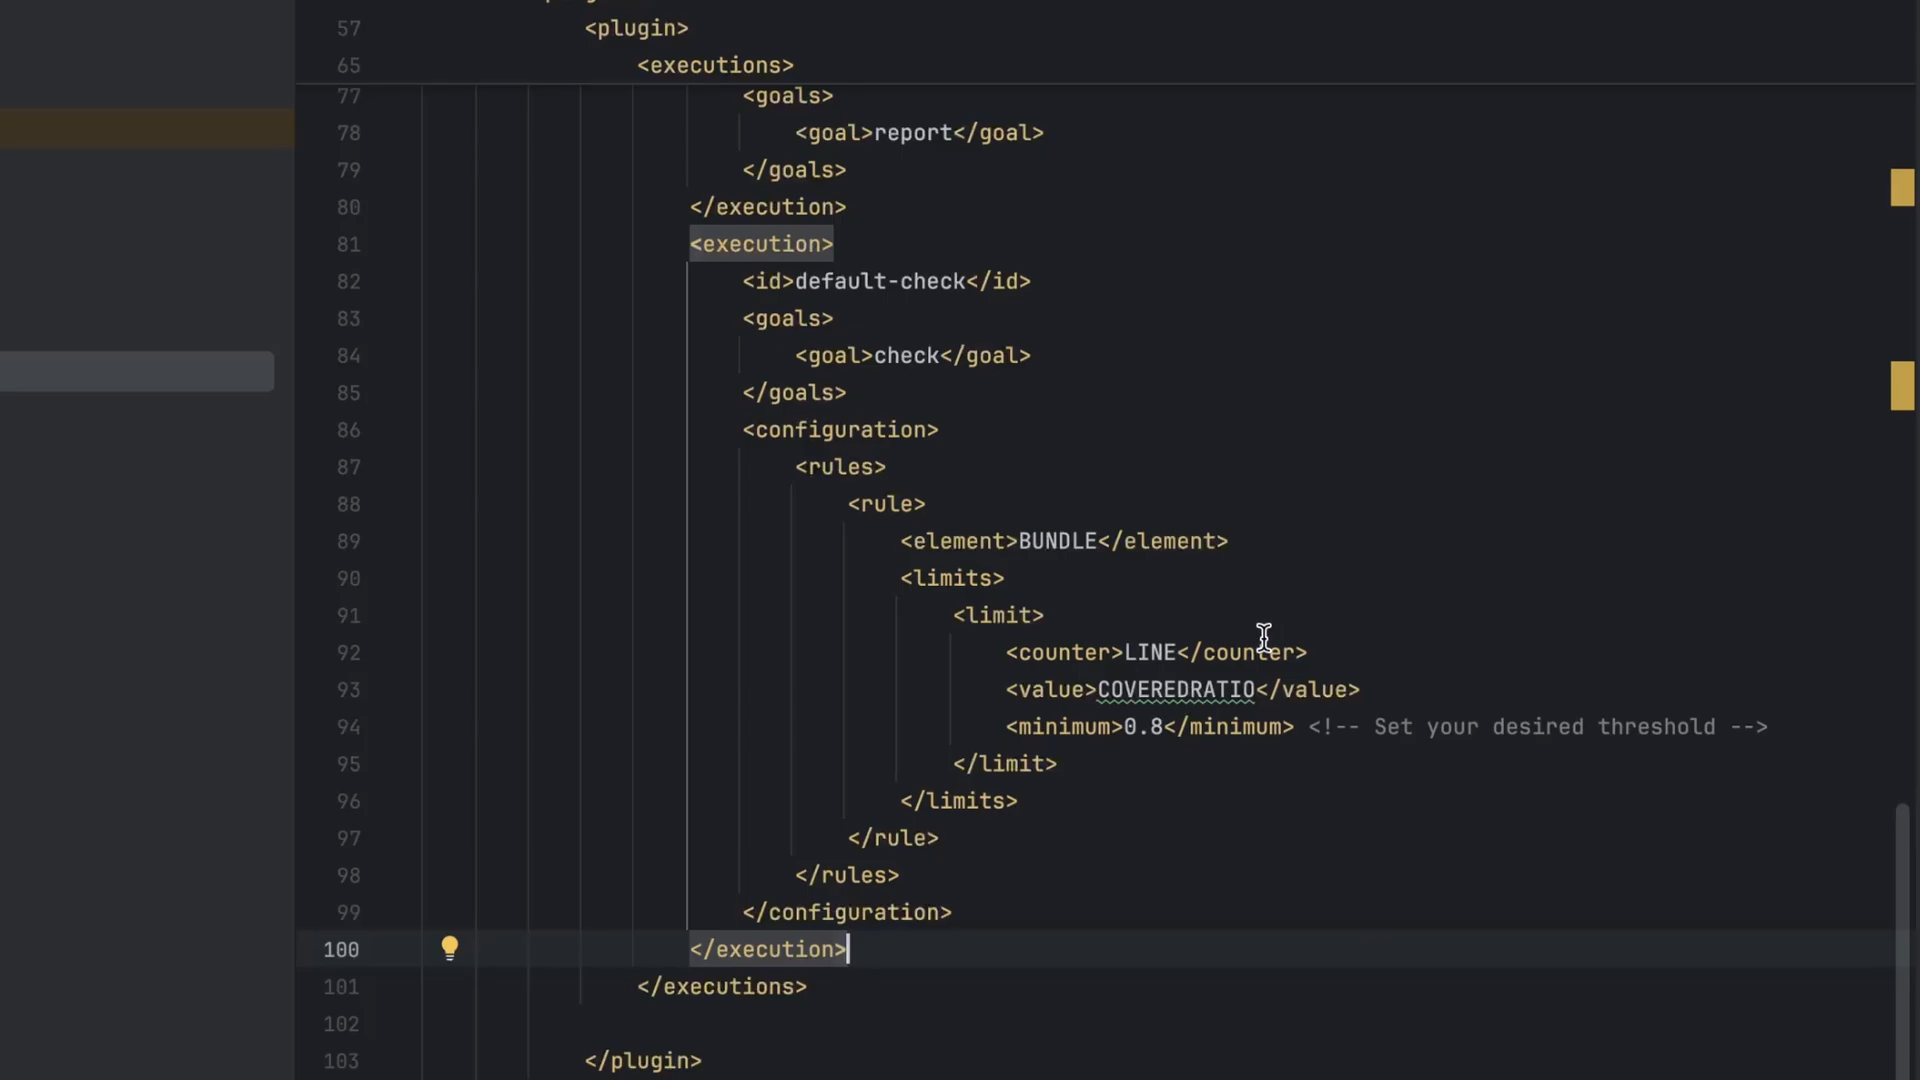 57 <plugin>
65 <executions>
77 <goals>
78 <goal>report</goal>
79 </goals>
80 </execution>
81 <execution>
82 <id>default-check</id>
83 <goals>
84 <goal>check</goal>
85 </goals>
86 <configuration>
87 <rules>
88 <rule>
89 <element>BUNDLE</element>
90 <limits>
91 <limit>
92 <counter>LINE</counter>
93 <value>COVEREDRATIO</value>
94 <minimum>0.8</minimum> <!-- Set your desired threshold -->
95 </limit>
96 </limits>
97 </rule>
98 </rules>
99 </configuration>
100 </execution>
101 </executions>
102
103 </plugin>